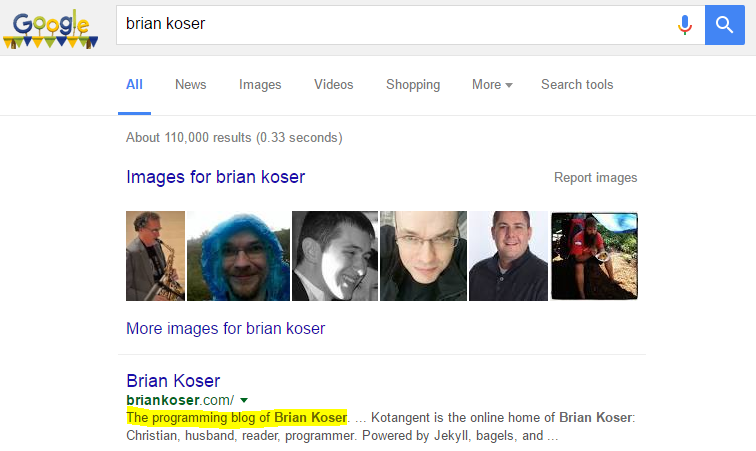 Google
brian koser
All News Images Videos Shopping More Search tools
About 110,000 results (0.33 seconds)
Images for brian koser Report images
More images for brian koser
Brian Koser
briankoser.com/
The programming blog of Brian Koser. ... Kotangent is the online home of Brian Koser:
Christian, husband, reader, programmer. Powered by Jekyll, bagels, and ...